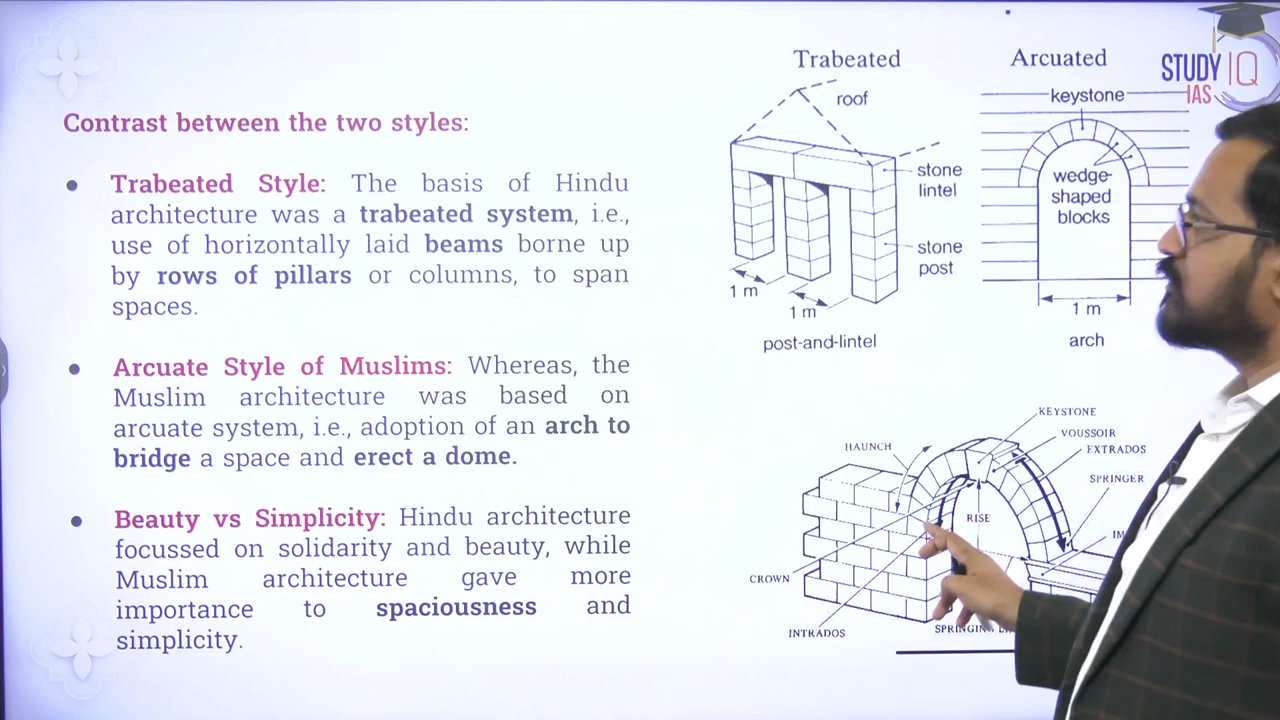 Contrast between the two styles:
Trabeated Style: The basis of Hindu
architecture was a trabeated system, i.e.,
use of horizontally laid beams borne up
by rows of pillars or columns, to span
spaces.
Arcuate Style of Muslims: Whereas, the
Muslim architecture was based on
arcuate system, i.e., adoption of an arch to
bridge a space and erect a dome.
Beauty vs Simplicity: Hindu architecture
focussed on solidarity and beauty, while
Muslim architecture gave more
importance to spaciousness and
simplicity.
Trabeated
roof
stone
lintel
stone
post
1 m
1 m
post-and-lintel
Arcuated
keystone
wedge-
shaped
blocks
1 m
arch
STUDY IQ
IAS
KEYSTONE
VOUSSOIR
EXTRADOS
HAUNCH
SPRINGER
RISE
CROWN
INTRADOS